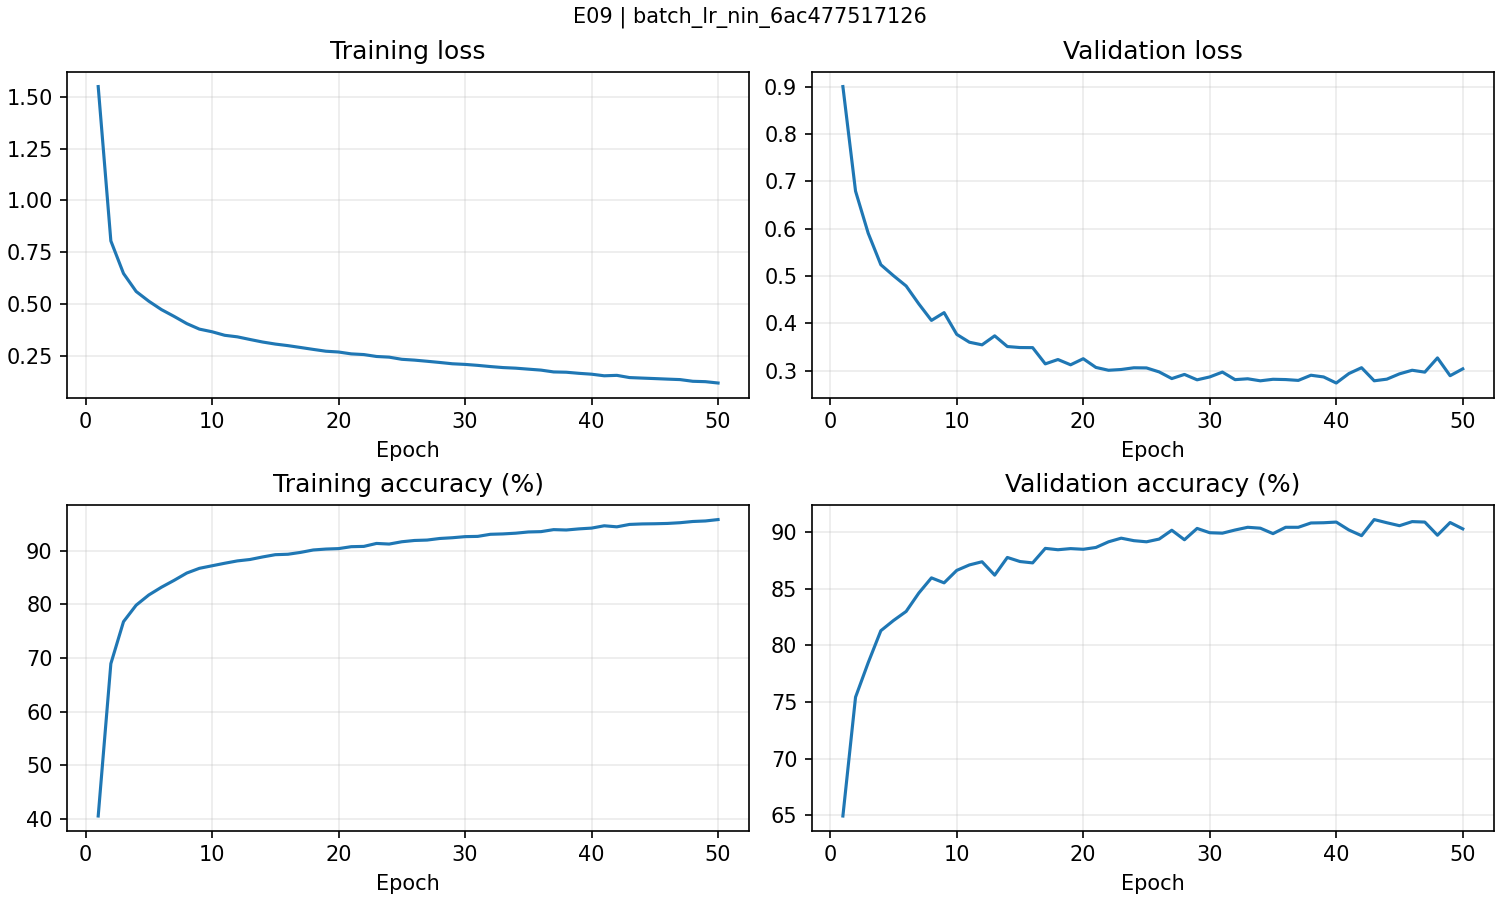 E09 | batch_lr_nin_6ac477517126
Training loss
1.50
1.25
1.00
0.75
0.50
0.25
0 10 20 30 40 50
Epoch
Validation loss
0.9
0.8
0.7
0.6
0.5
0.4
0.3
0 10 20 30 40 50
Epoch
Training accuracy (%)
90
80
70
60
50
40
0 10 20 30 40 50
Epoch
Validation accuracy (%)
90
85
80
75
70
65
0 10 20 30 40 50
Epoch